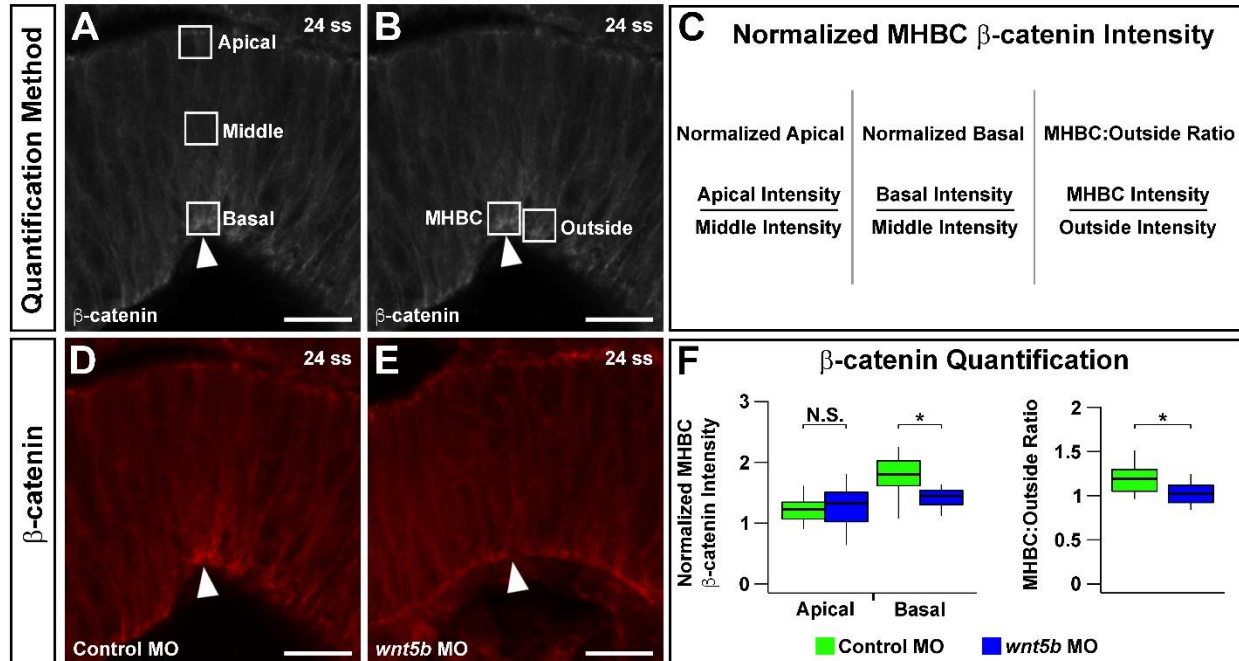 Quantification Method
A
24 ss
Apical
Middle
Basal
β-catenin
B
24 ss
MHBC
Outside
β-catenin
C
Normalized MHBC β-catenin Intensity
Normalized Apical
Apical Intensity
Middle Intensity
Normalized Basal
Basal Intensity
Middle Intensity
MHBC:Outside Ratio
MHBC Intensity
Outside Intensity
β-catenin
D
24 ss
Control MO
E
24 ss
wnt5b MO
F
β-catenin Quantification
Normalized MHBC
β-catenin Intensity
3
2
1
0
N.S.
*
Apical
Basal
MHBC:Outside Ratio
2
1.5
1
0.5
0
*
Control MO
wnt5b MO